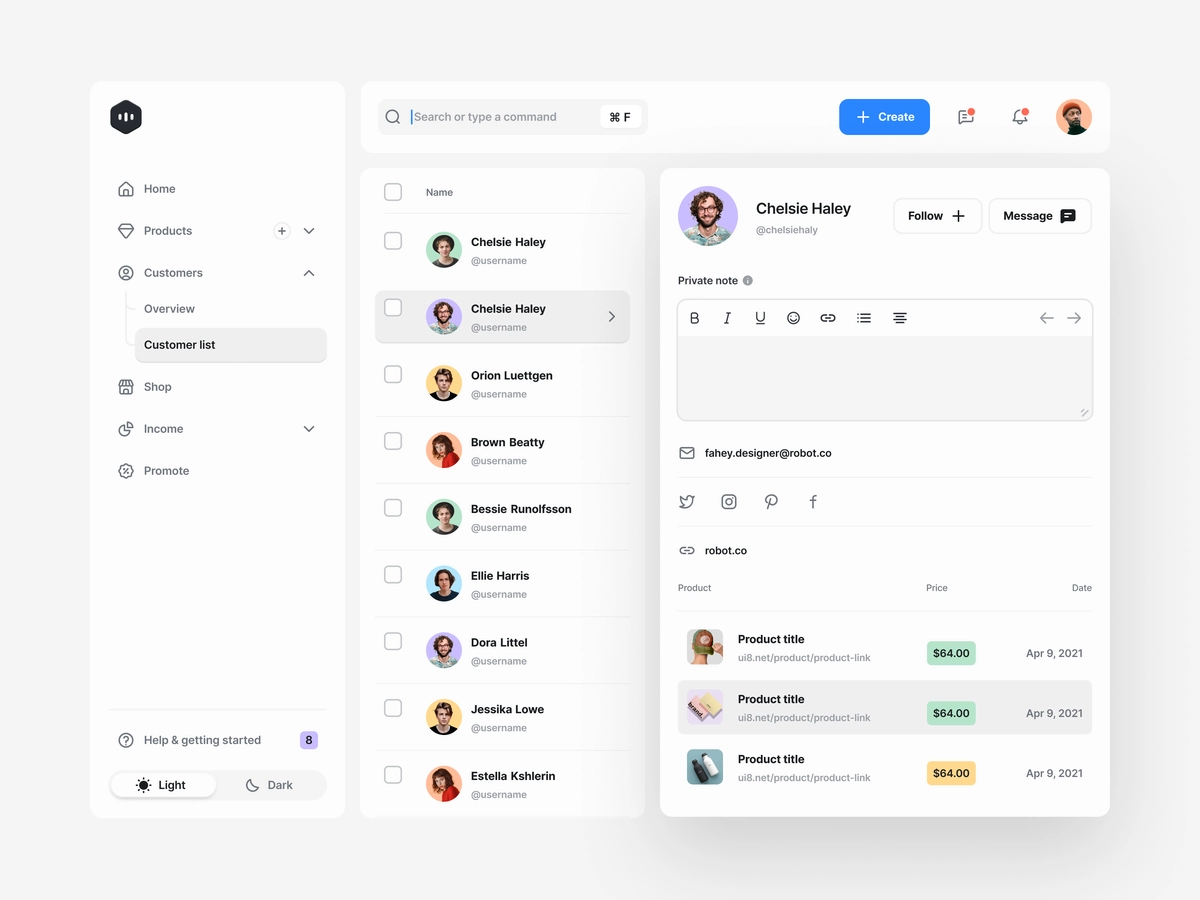 Home
Products
Customers
Overview
Customer list
Shop
Income
Promote
Help & getting started 8
Light Dark
Search or type a command ⌘ F
Create
Name
Chelsie Haley
@username
Chelsie Haley
@username
Orion Luettgen
@username
Brown Beatty
@username
Bessie Runolfsson
@username
Ellie Harris
@username
Dora Littel
@username
Jessika Lowe
@username
Estella Kshlerin
@username
Chelsie Haley
@chelsiehaly
Follow
Message
Private note
B I U
fahey.designer@robot.co
robot.co
Product Price Date
Product title
ui8.net/product/product-link
$64.00 Apr 9, 2021
Product title
ui8.net/product/product-link
$64.00 Apr 9, 2021
brand
Product title
ui8.net/product/product-link
$64.00 Apr 9, 2021